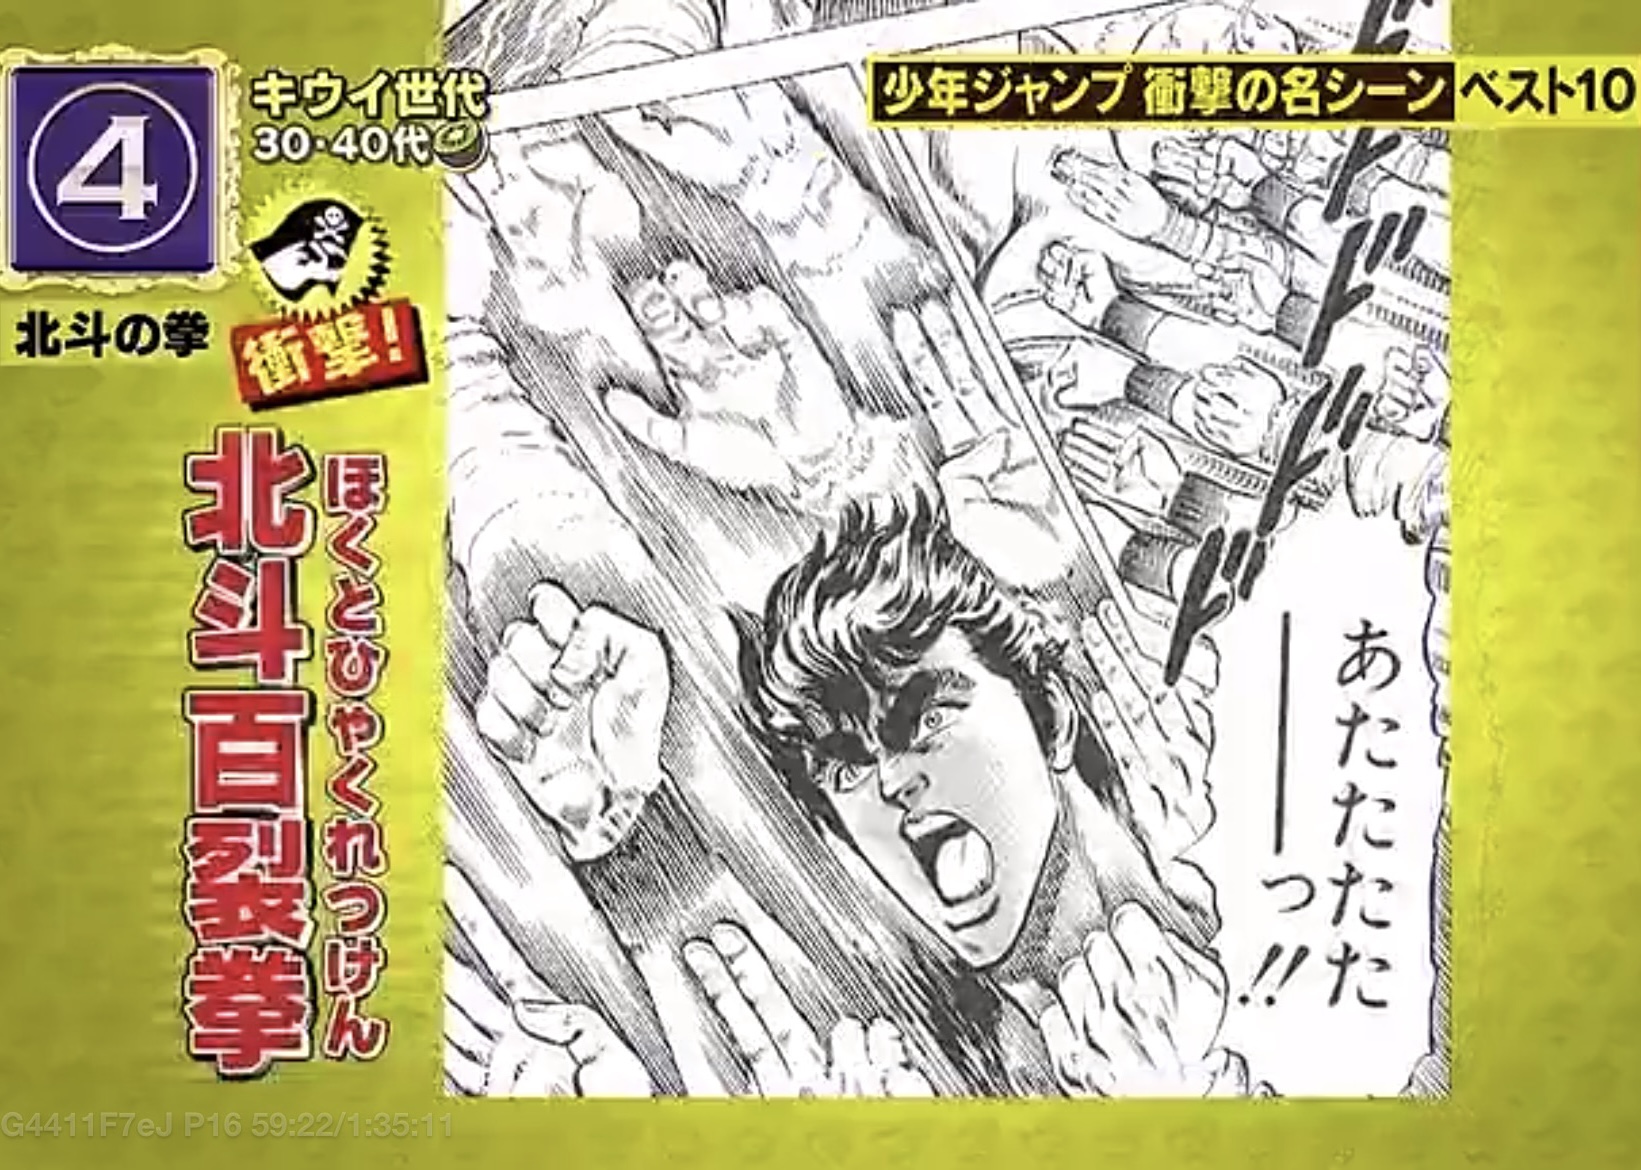 4
キウイ世代
30・40代
少年ジャンプ 衝撃の名シーン ベスト10
北斗の拳
衝撃!
北斗百裂拳
ほくとひゃくれつけん
ドドドド
あたたたた
――っ!!
G4411F7eJ P16 59:22/1:35:11